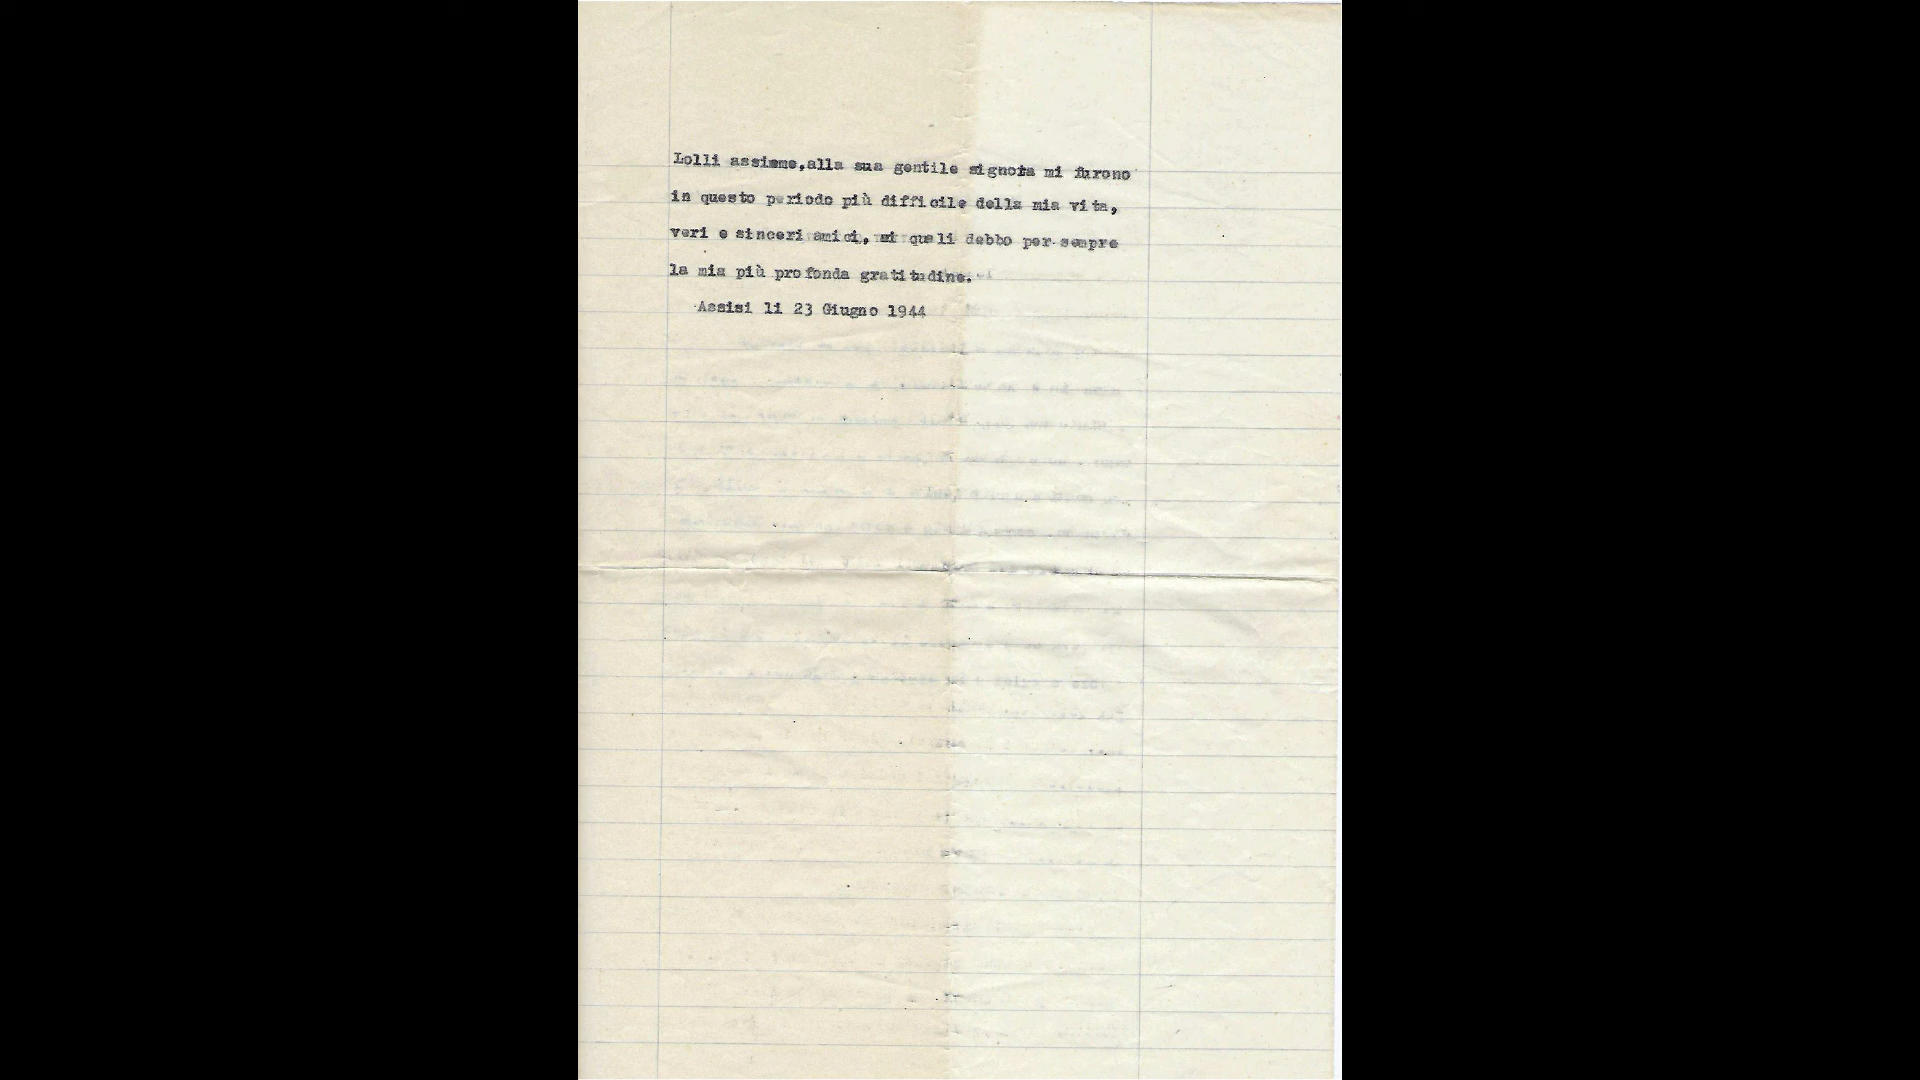 Lolli assieme,alla sua gentile signora mi furono
in questo periodo più difficile della mia vita,
veri e sinceri amici, ai quali debbo per sempre
la mia più profonda gratitudine.
Assisi li 23 Giugno 1944